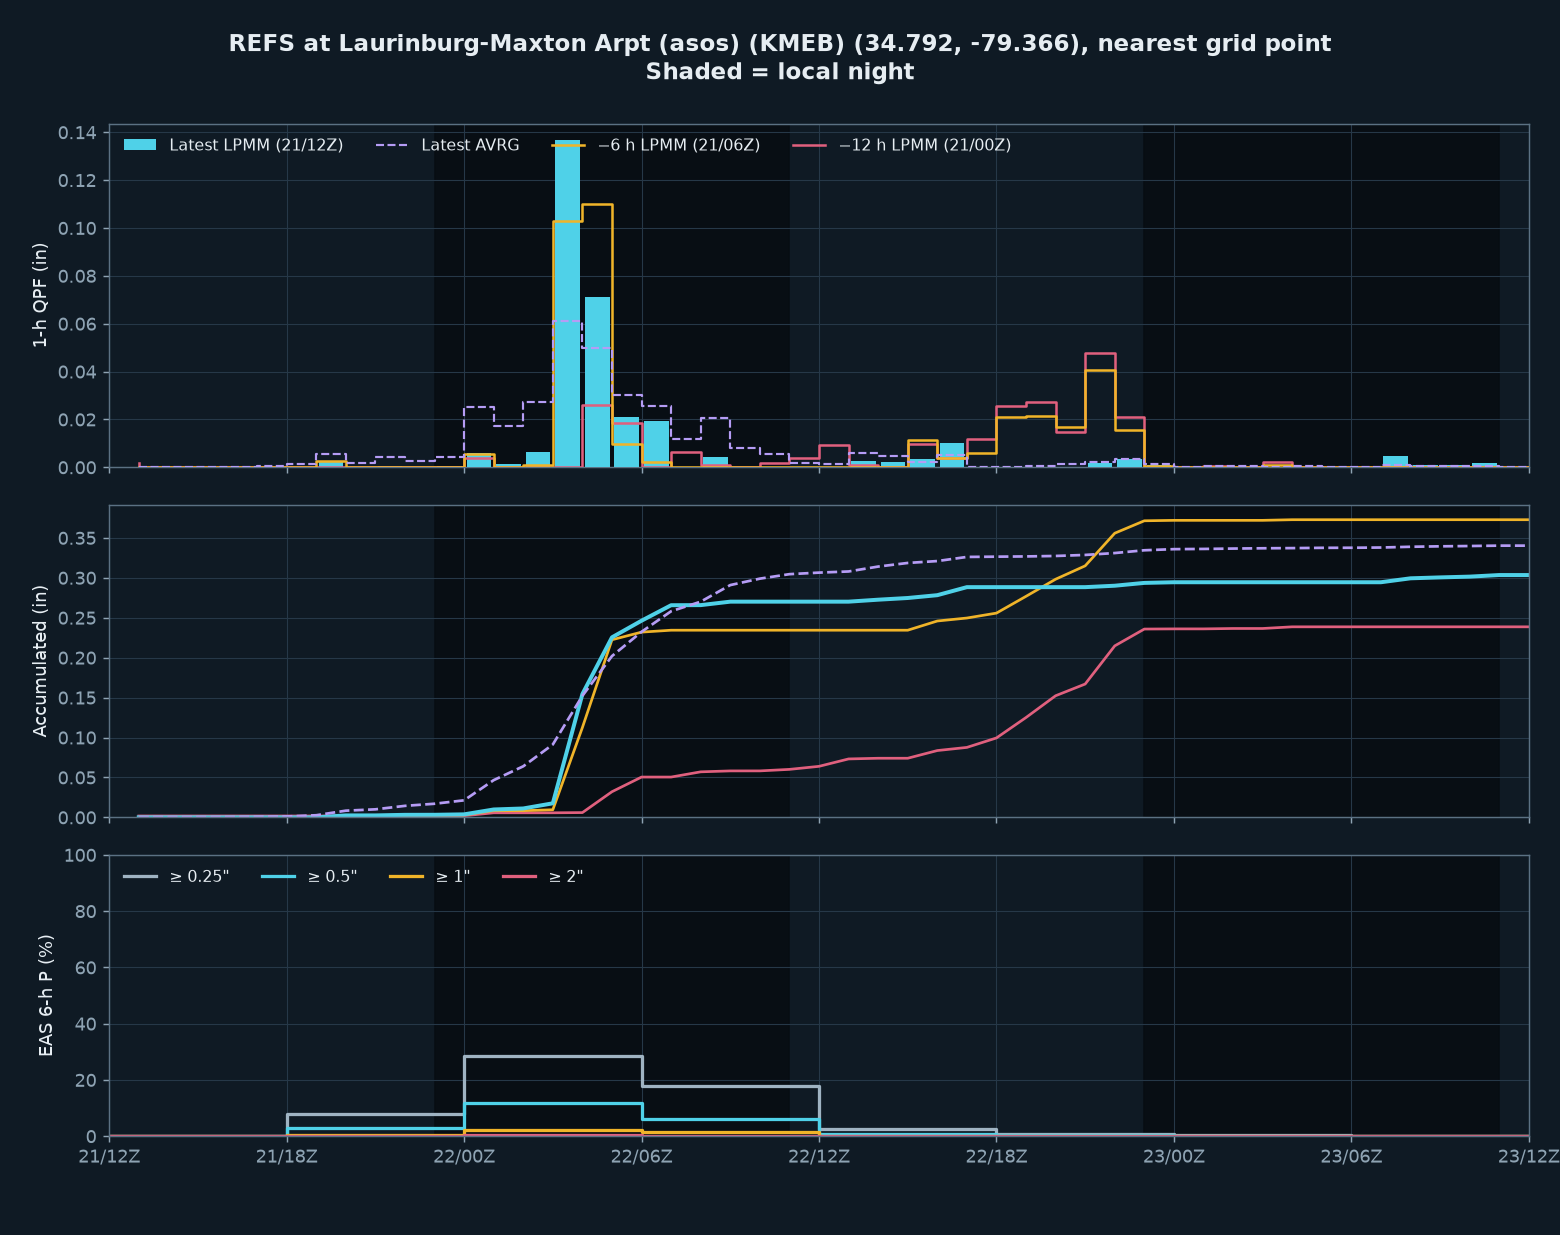 REFS at Laurinburg-Maxton Arpt (asos) (KMEB) (34.792, -79.366), nearest grid point
Shaded = local night
Latest LPMM (21/12Z) Latest AVRG −6 h LPMM (21/06Z) −12 h LPMM (21/00Z)
1-h QPF (in)
0.14
0.12
0.10
0.08
0.06
0.04
0.02
0.00
Accumulated (in)
0.35
0.30
0.25
0.20
0.15
0.10
0.05
0.00
≥ 0.25" ≥ 0.5" ≥ 1" ≥ 2"
EAS 6-h P (%)
100
80
60
40
20
0
21/12Z 21/18Z 22/00Z 22/06Z 22/12Z 22/18Z 23/00Z 23/06Z 23/12Z